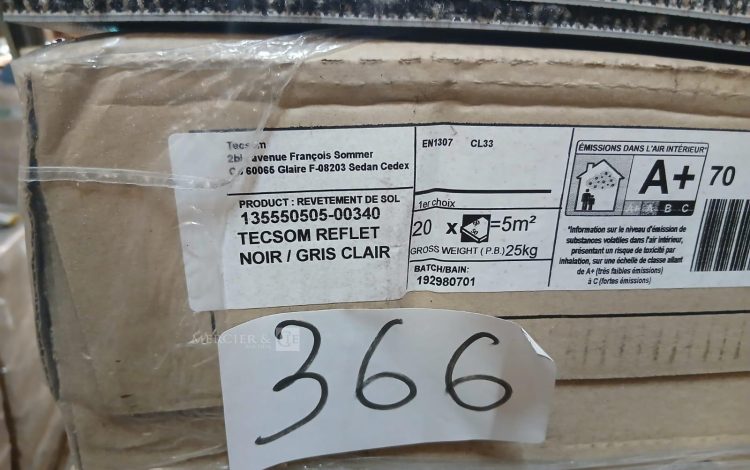 Tecsom
avenue François Sommer
60065 Glaire F-08203 Sedan Cedex
PRODUCT : REVETEMENT DE SOL
135550505-00340
TECSOM REFLET
NOIR / GRIS CLAIR
EN1307 CL33
1er choix
20 x =5m²
GROSS WEIGHT (P.B.) 25kg
BATCH/BAIN:
192980701
ÉMISSIONS DANS L'AIR INTÉRIEUR*
A+
A+ A B C
70
*Information sur le niveau d'émission de
substances volatiles dans l'air intérieur,
présentant un risque de toxicité par
inhalation, sur une échelle de classe allant
de A+ (très faibles émissions)
à C (fortes émissions)
MERCIER & CIE
366